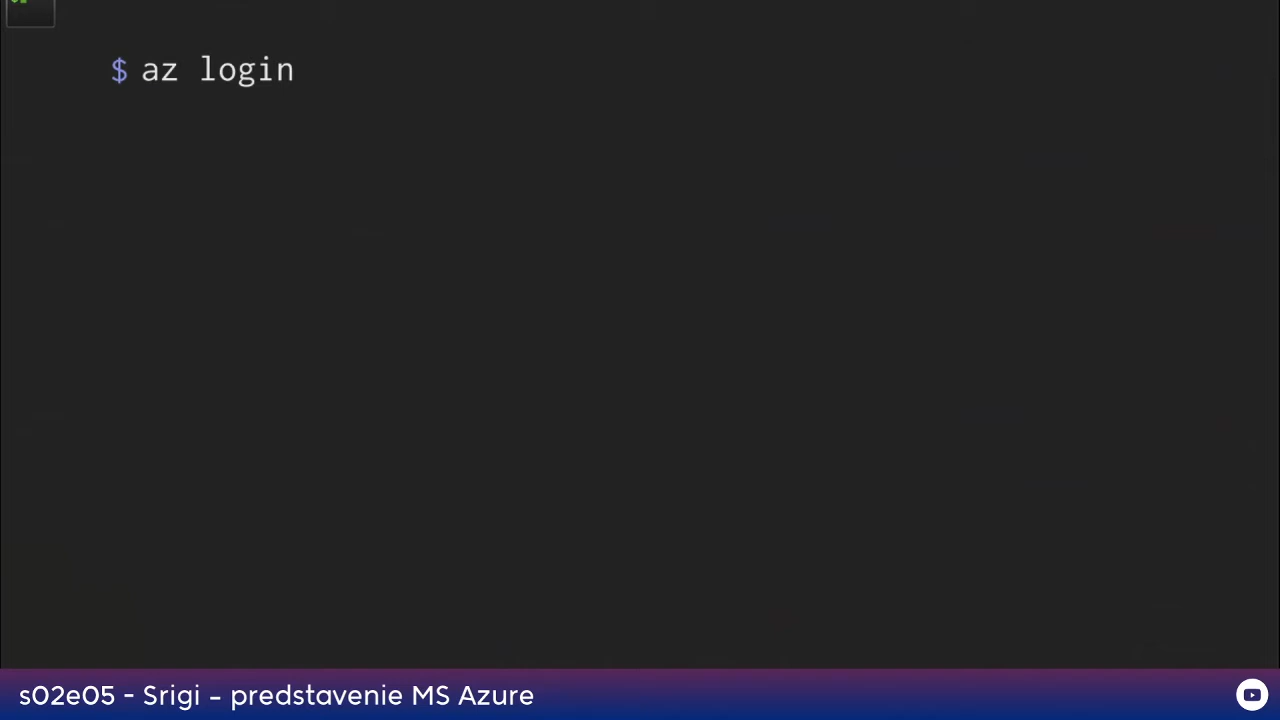 $ az login
s02e05 - Srigi – predstavenie MS Azure